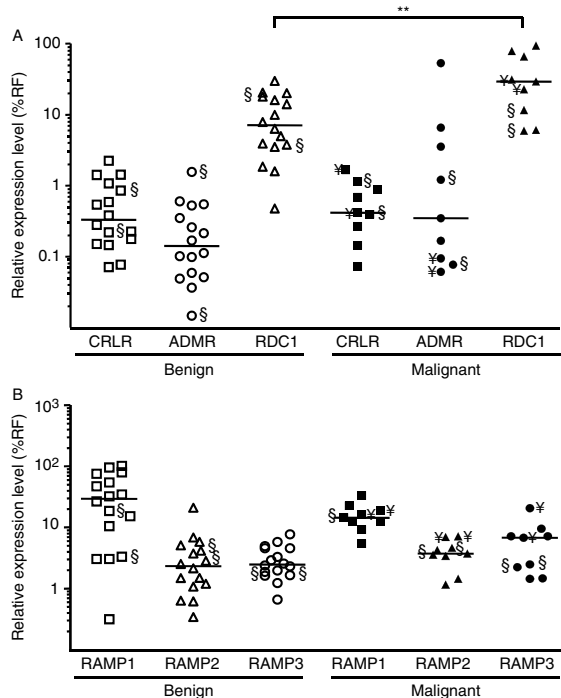 **
A
Relative expression level (%RF)
100
10
1
0.1
§ § § § § §
¥ § ¥ § ¥ § ¥ § ¥ ¥ § §
CRLR ADMR RDC1 CRLR ADMR RDC1
Benign Malignant
B
Relative expression level (%RF)
10³
10²
10
1
§ § § § § §
§ ¥ ¥ ¥ ¥ § § ¥ ¥ § §
RAMP1 RAMP2 RAMP3 RAMP1 RAMP2 RAMP3
Benign Malignant